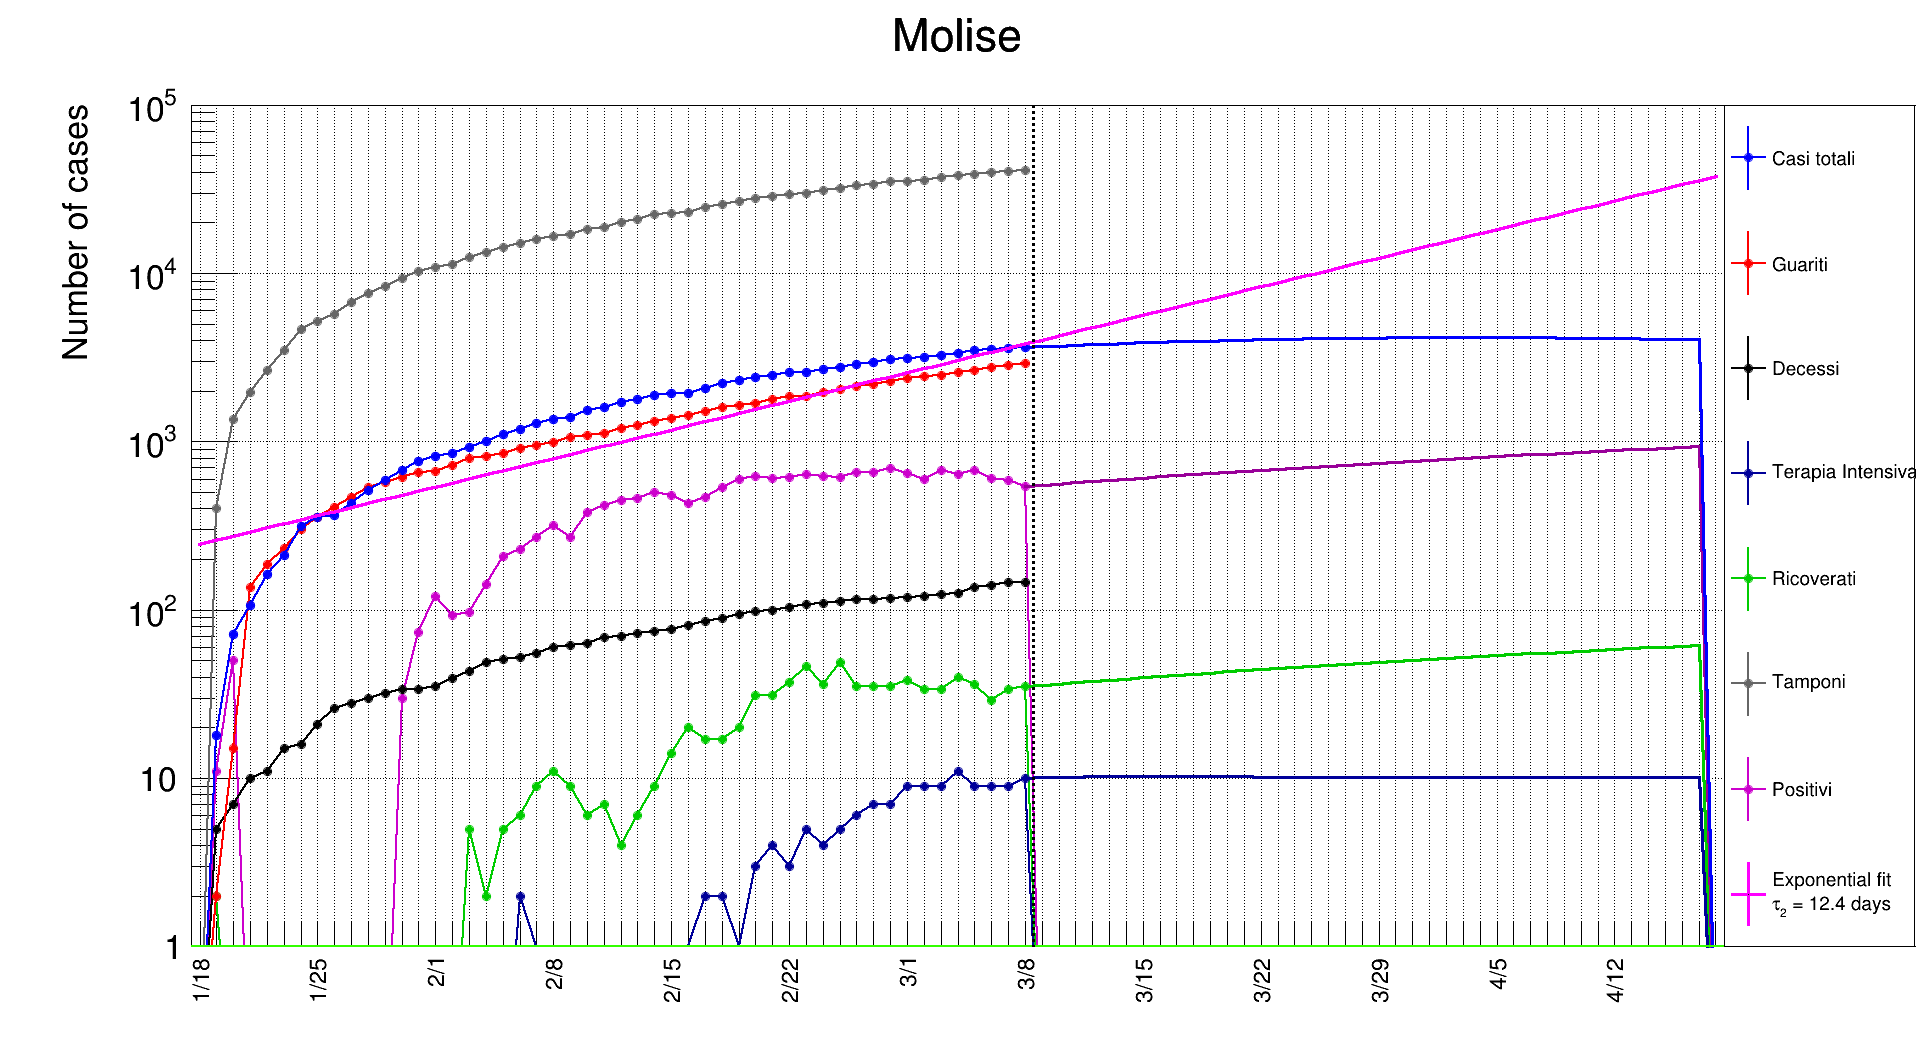 Molise
Number of cases
10^5
10^4
10^3
10^2
10
1
1/18
1/25
2/1
2/8
2/15
2/22
3/1
3/8
3/15
3/22
3/29
4/5
4/12
Casi totali
Guariti
Decessi
Terapia Intensiva
Ricoverati
Tamponi
Positivi
Exponential fit
τ₂ = 12.4 days